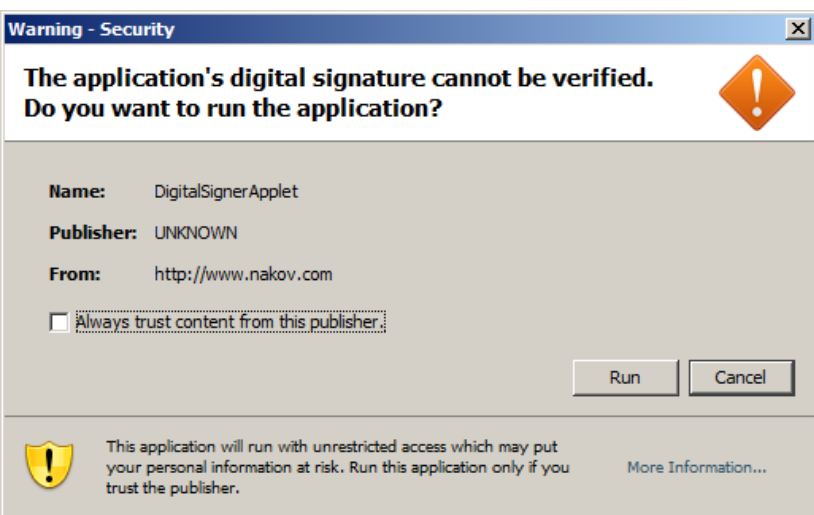 Warning - Security
The application's digital signature cannot be verified.
Do you want to run the application?
Name: DigitalSignerApplet
Publisher: UNKNOWN
From: http://www.nakov.com
Always trust content from this publisher.
Run Cancel
This application will run with unrestricted access which may put
your personal information at risk. Run this application only if you
trust the publisher.
More Information...